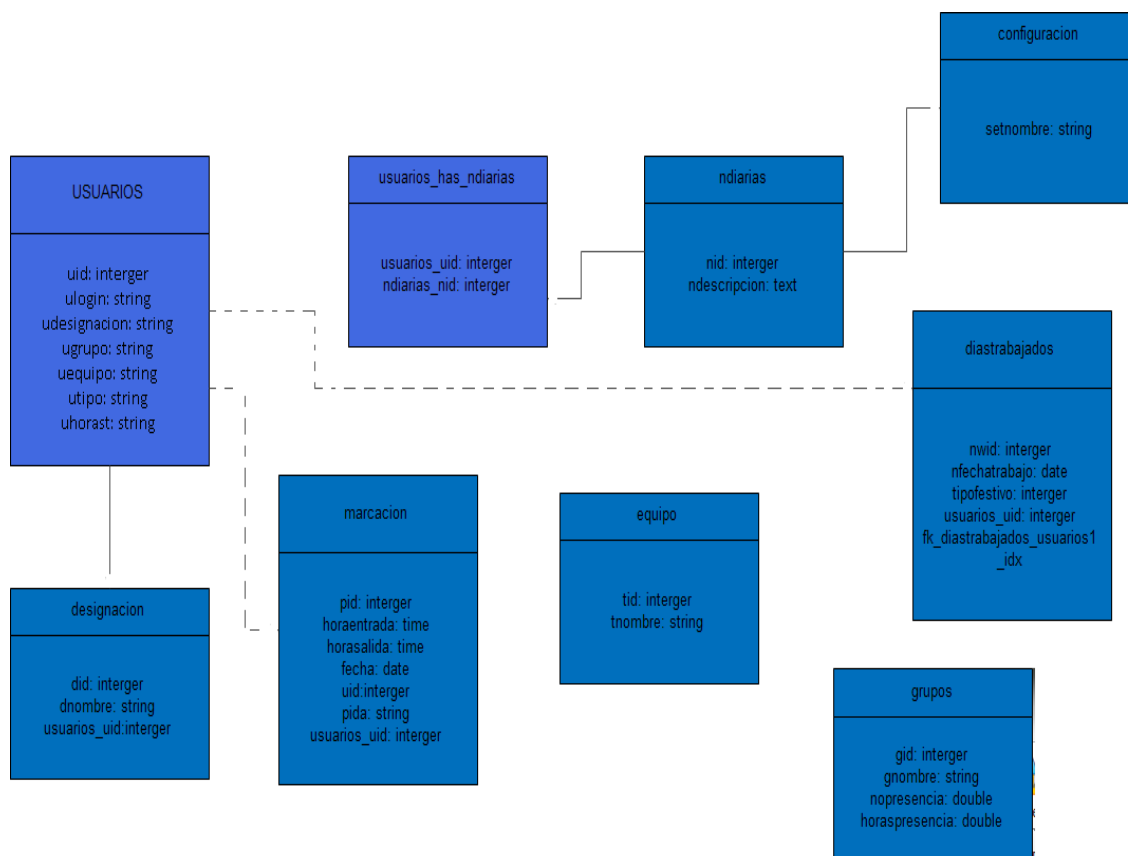 configuracion
setnombre: string
USUARIOS
uid: interger
ulogin: string
udesignacion: string
ugrupo: string
uequipo: string
utipo: string
uhorast: string
usuarios_has_ndiarias
usuarios_uid: interger
ndiarias_nid: interger
ndiarias
nid: interger
ndescripcion: text
diastrabajados
nwid: interger
nfechatrabajo: date
tipofestivo: interger
usuarios_uid: interger
fk_diastrabajados_usuarios1
_idx
marcacion
pid: interger
horaentrada: time
horasalida: time
fecha: date
uid:interger
pida: string
usuarios_uid: interger
equipo
tid: interger
tnombre: string
designacion
did: interger
dnombre: string
usuarios_uid:interger
grupos
gid: interger
gnombre: string
nopresencia: double
horaspresencia: double